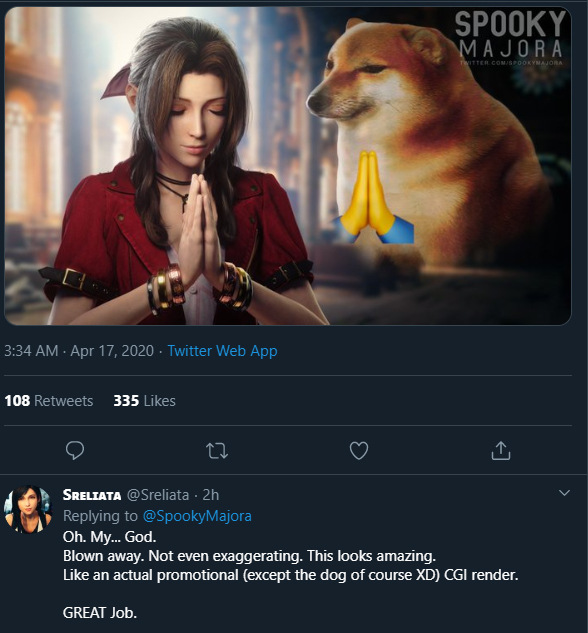 SPOOKY
MAJORA
TWITTER.COM/SPOOKYMAJORA
3:34 AM · Apr 17, 2020 · Twitter Web App
108 Retweets 335 Likes
Sreliata @Sreliata · 2h
Replying to @SpookyMajora
Oh. My... God.
Blown away. Not even exaggerating. This looks amazing.
Like an actual promotional (except the dog of course XD) CGI render.
GREAT Job.